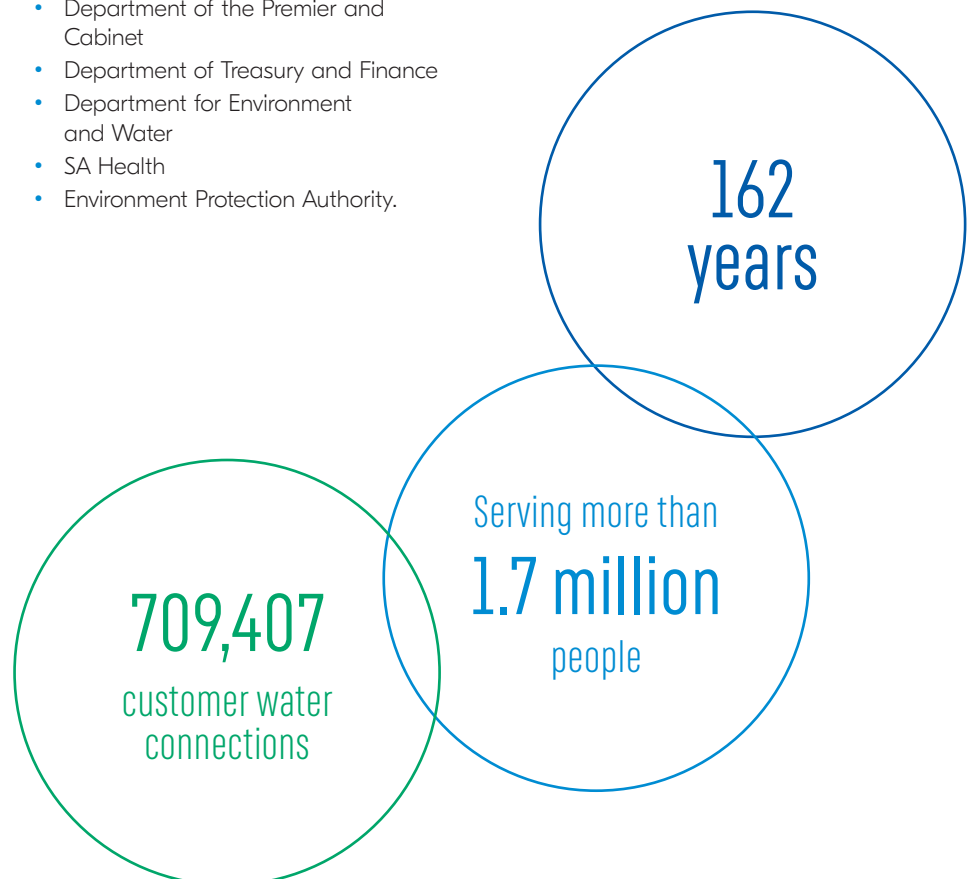 • Department of the Premier and
Cabinet
• Department of Treasury and Finance
• Department for Environment
and Water
• SA Health
• Environment Protection Authority.
162
years
Serving more than
1.7 million
people
709,407
customer water
connections